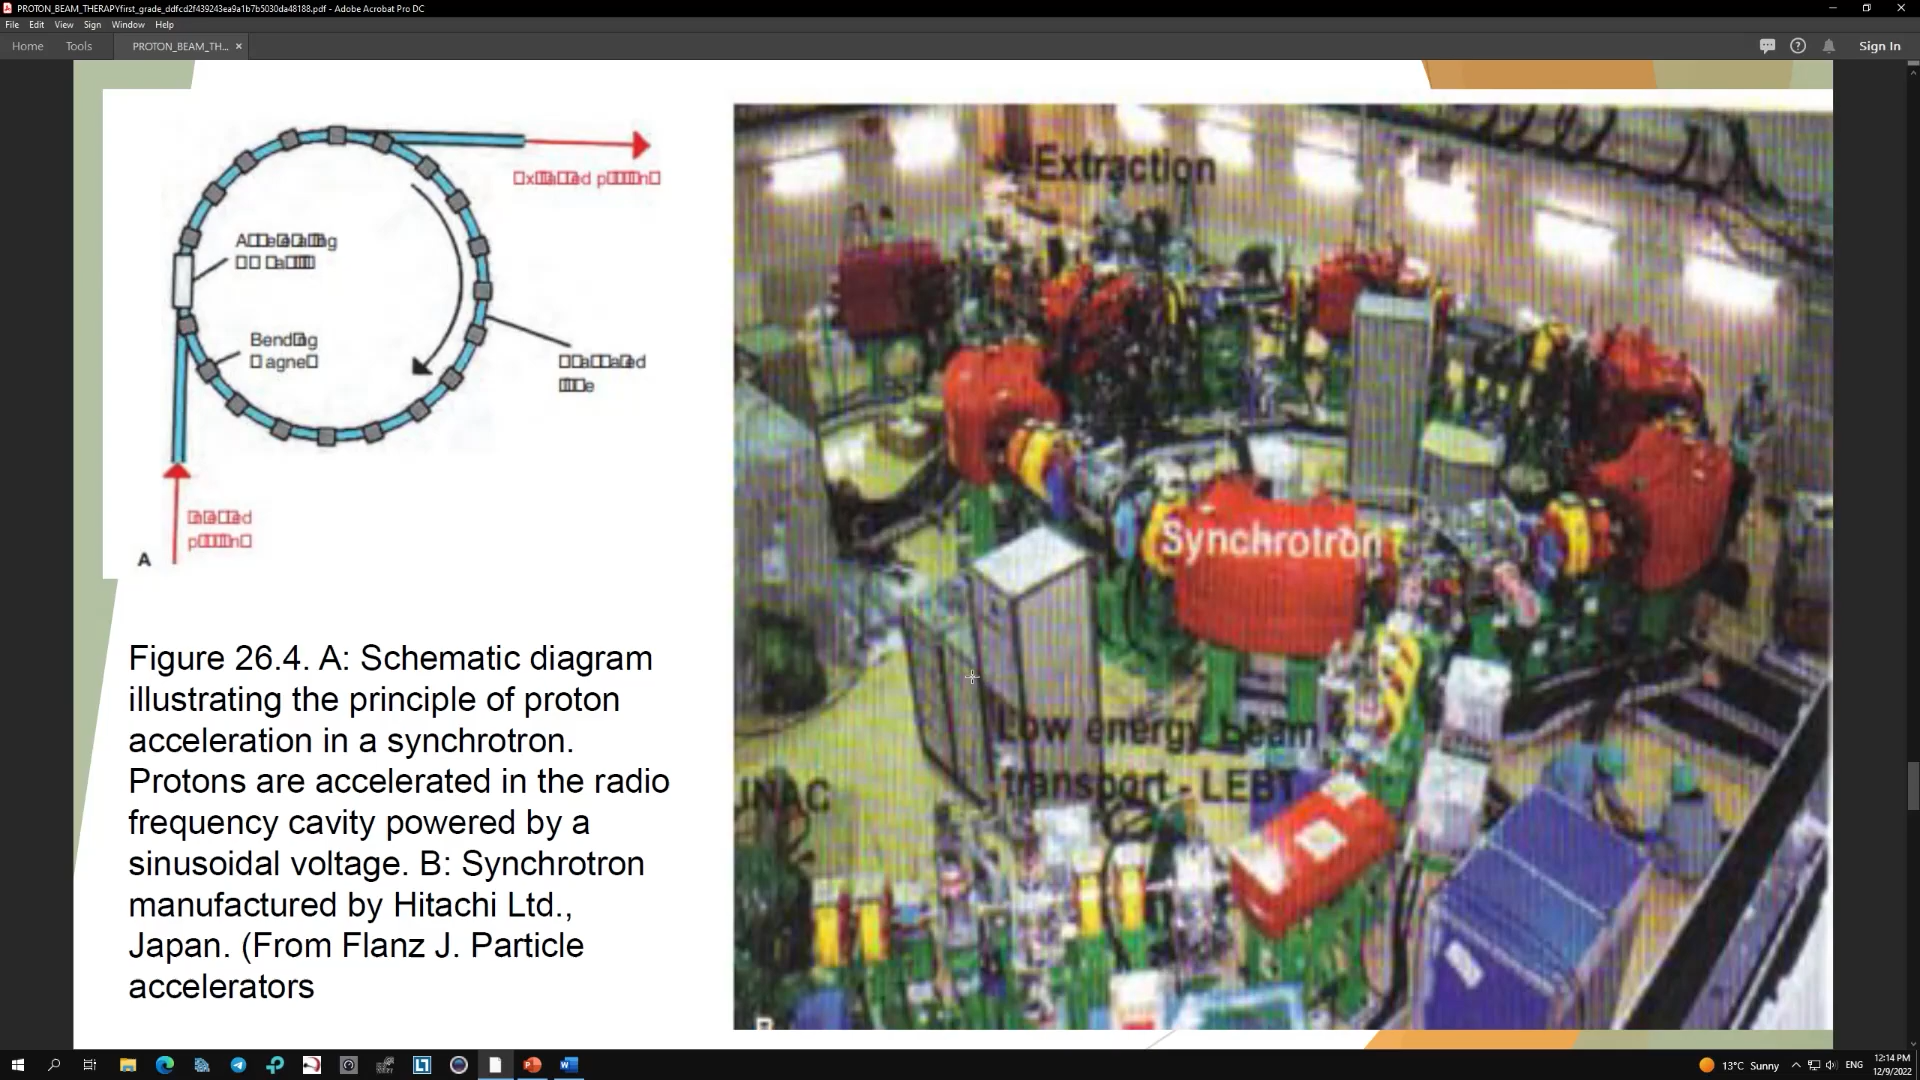 PROTON_BEAM_THERAPYfirst_grade_ddfcd2f439243ea9a1b7b5030da48188.pdf - Adobe Acrobat Pro DC
File Edit View Sign Window Help
Home Tools PROTON_BEAM_TH... × Sign In
A
Figure 26.4. A: Schematic diagram
illustrating the principle of proton
acceleration in a synchrotron.
Protons are accelerated in the radio
frequency cavity powered by a
sinusoidal voltage. B: Synchrotron
manufactured by Hitachi Ltd.,
Japan. (From Flanz J. Particle
accelerators
Extraction
Synchrotron
Low energy beam
transport - LEBT
13°C Sunny ENG
12:14 PM
12/9/2022